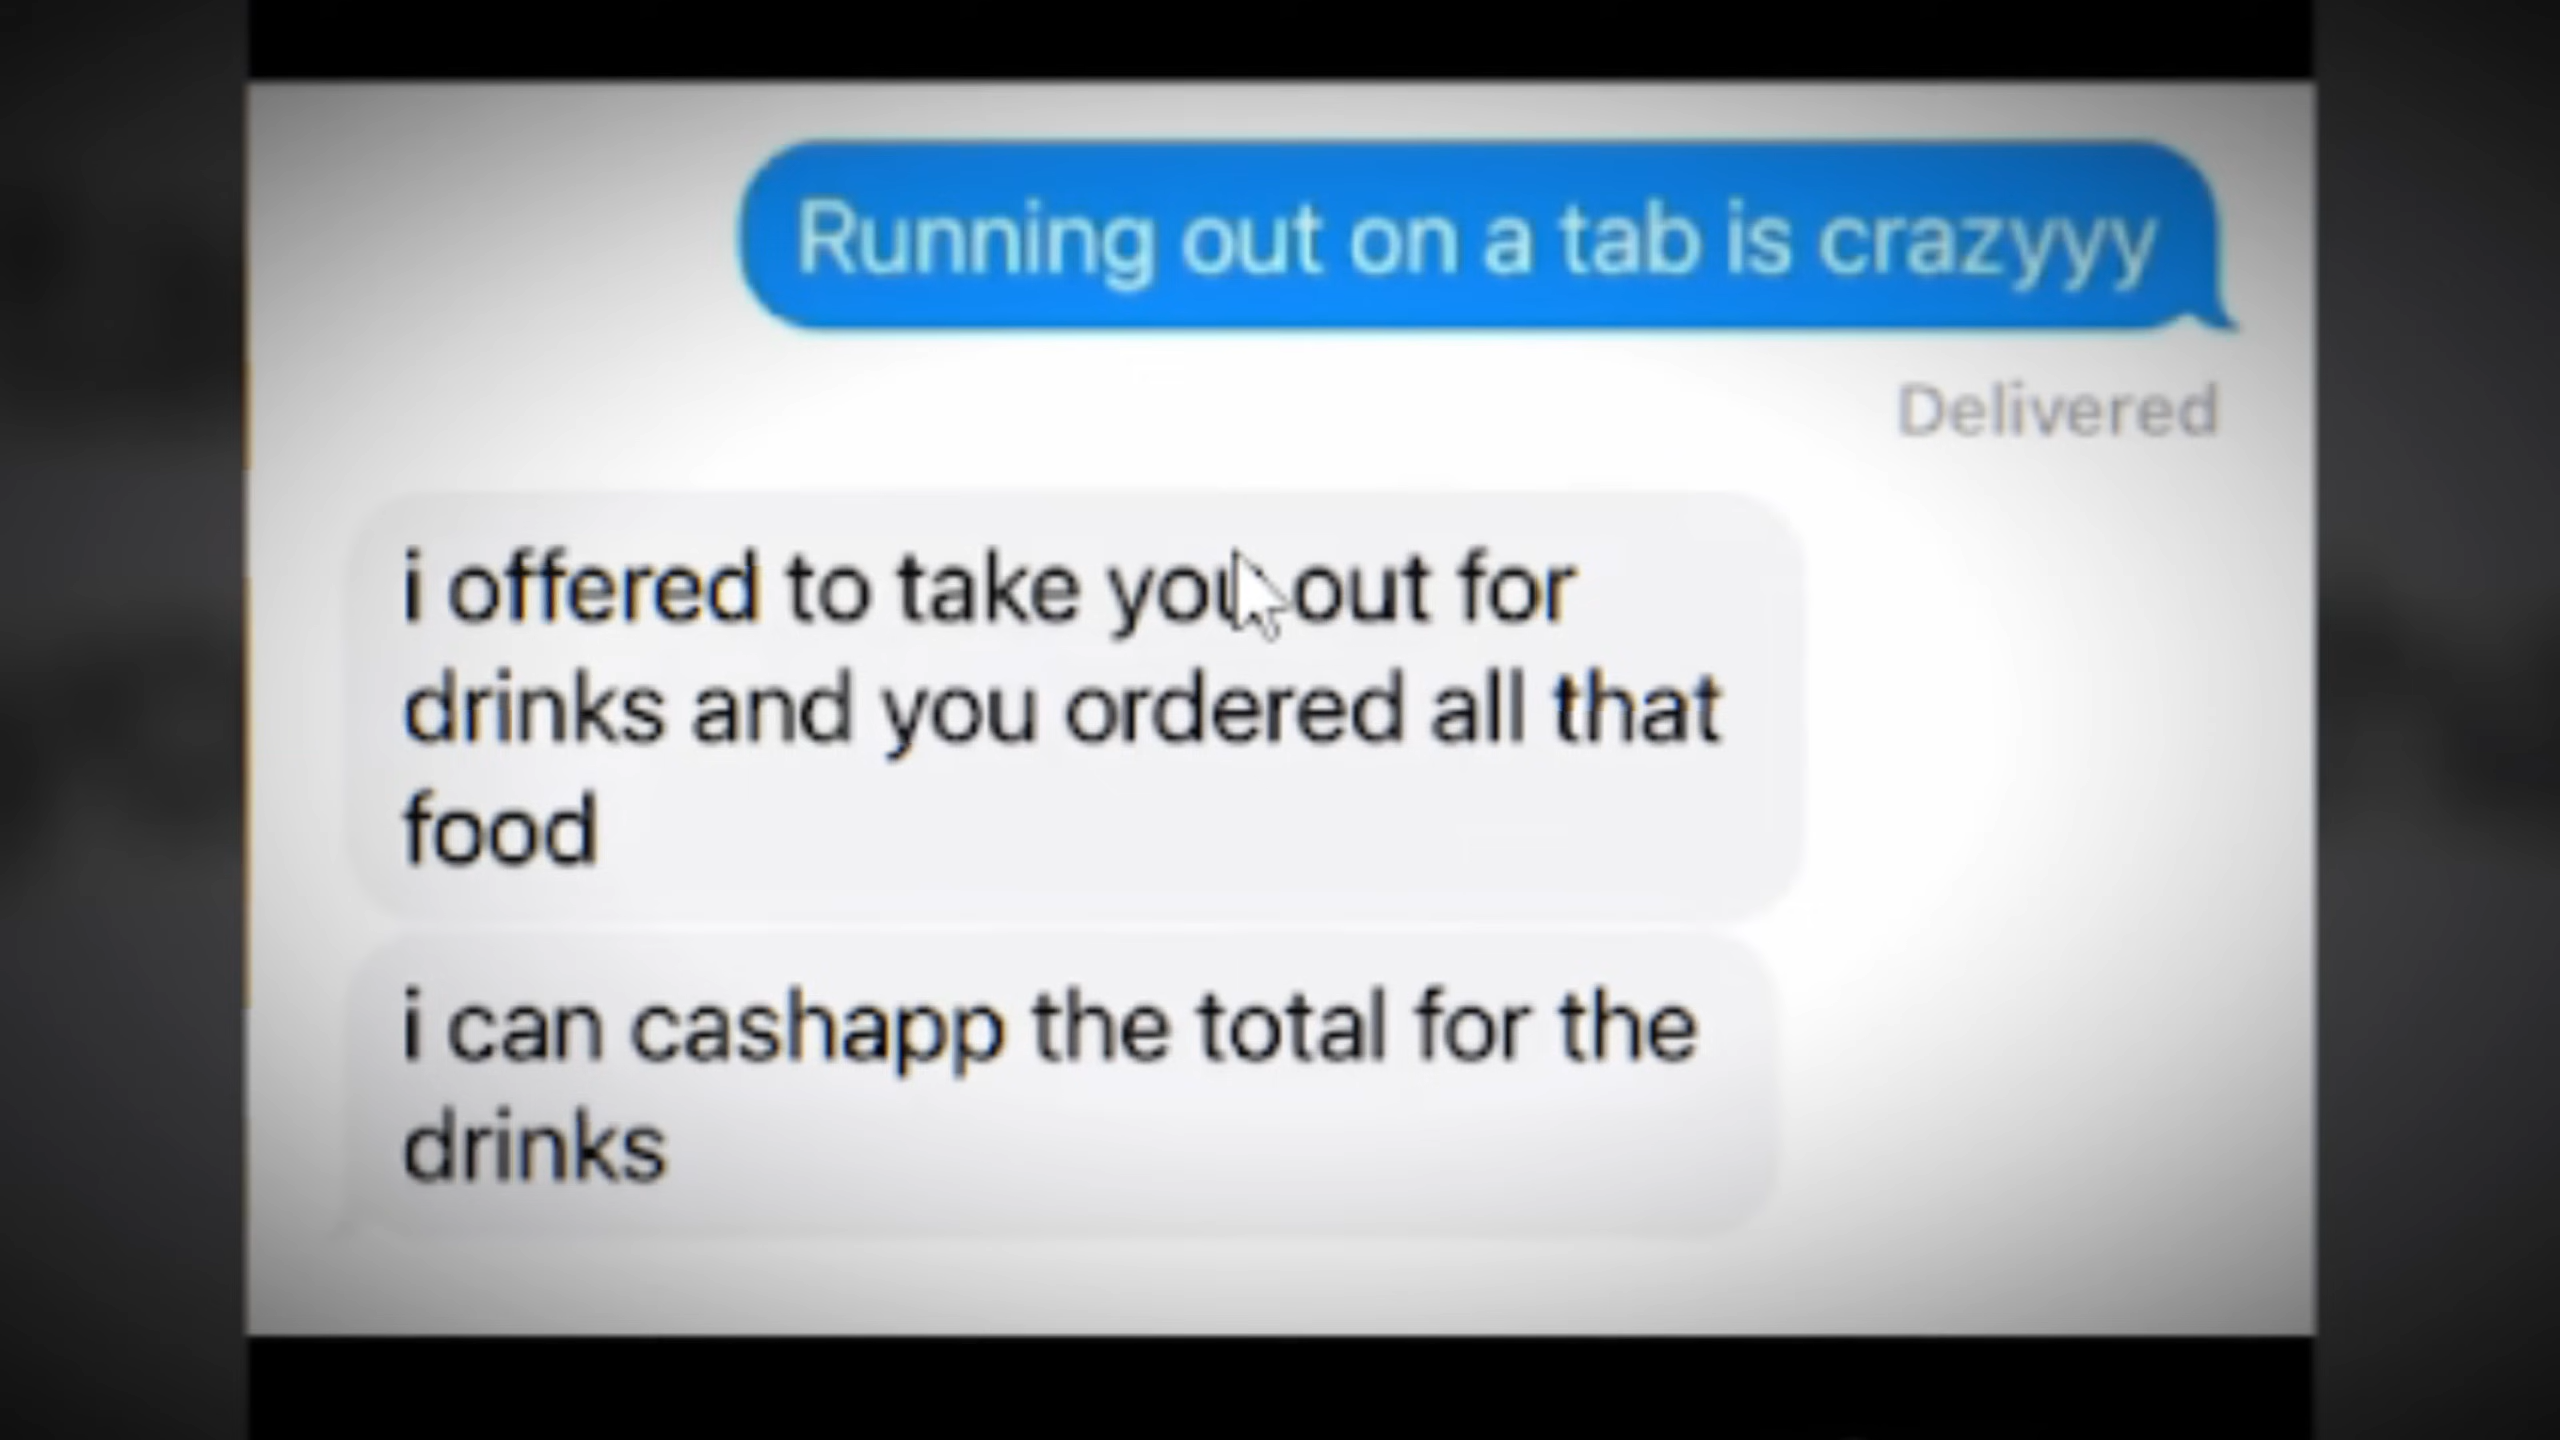 Running out on a tab is crazyyy
Delivered
i offered to take you out for
drinks and you ordered all that
food
i can cashapp the total for the
drinks